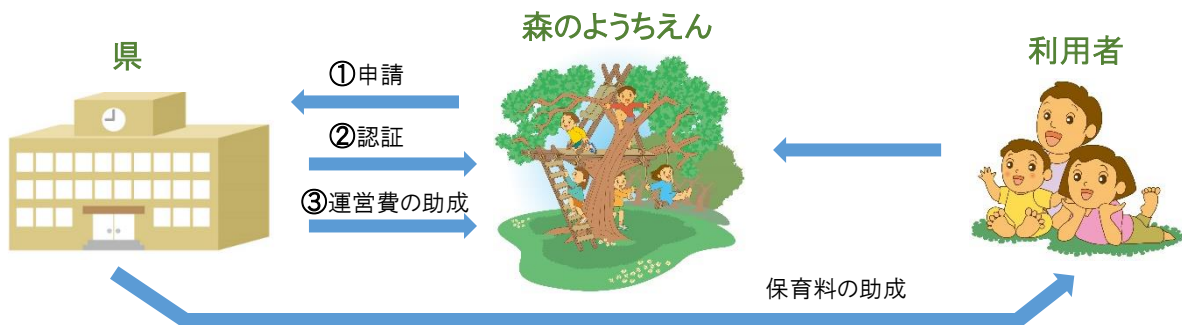 県
森のようちえん
利用者
①申請
②認証
③運営費の助成
保育料の助成